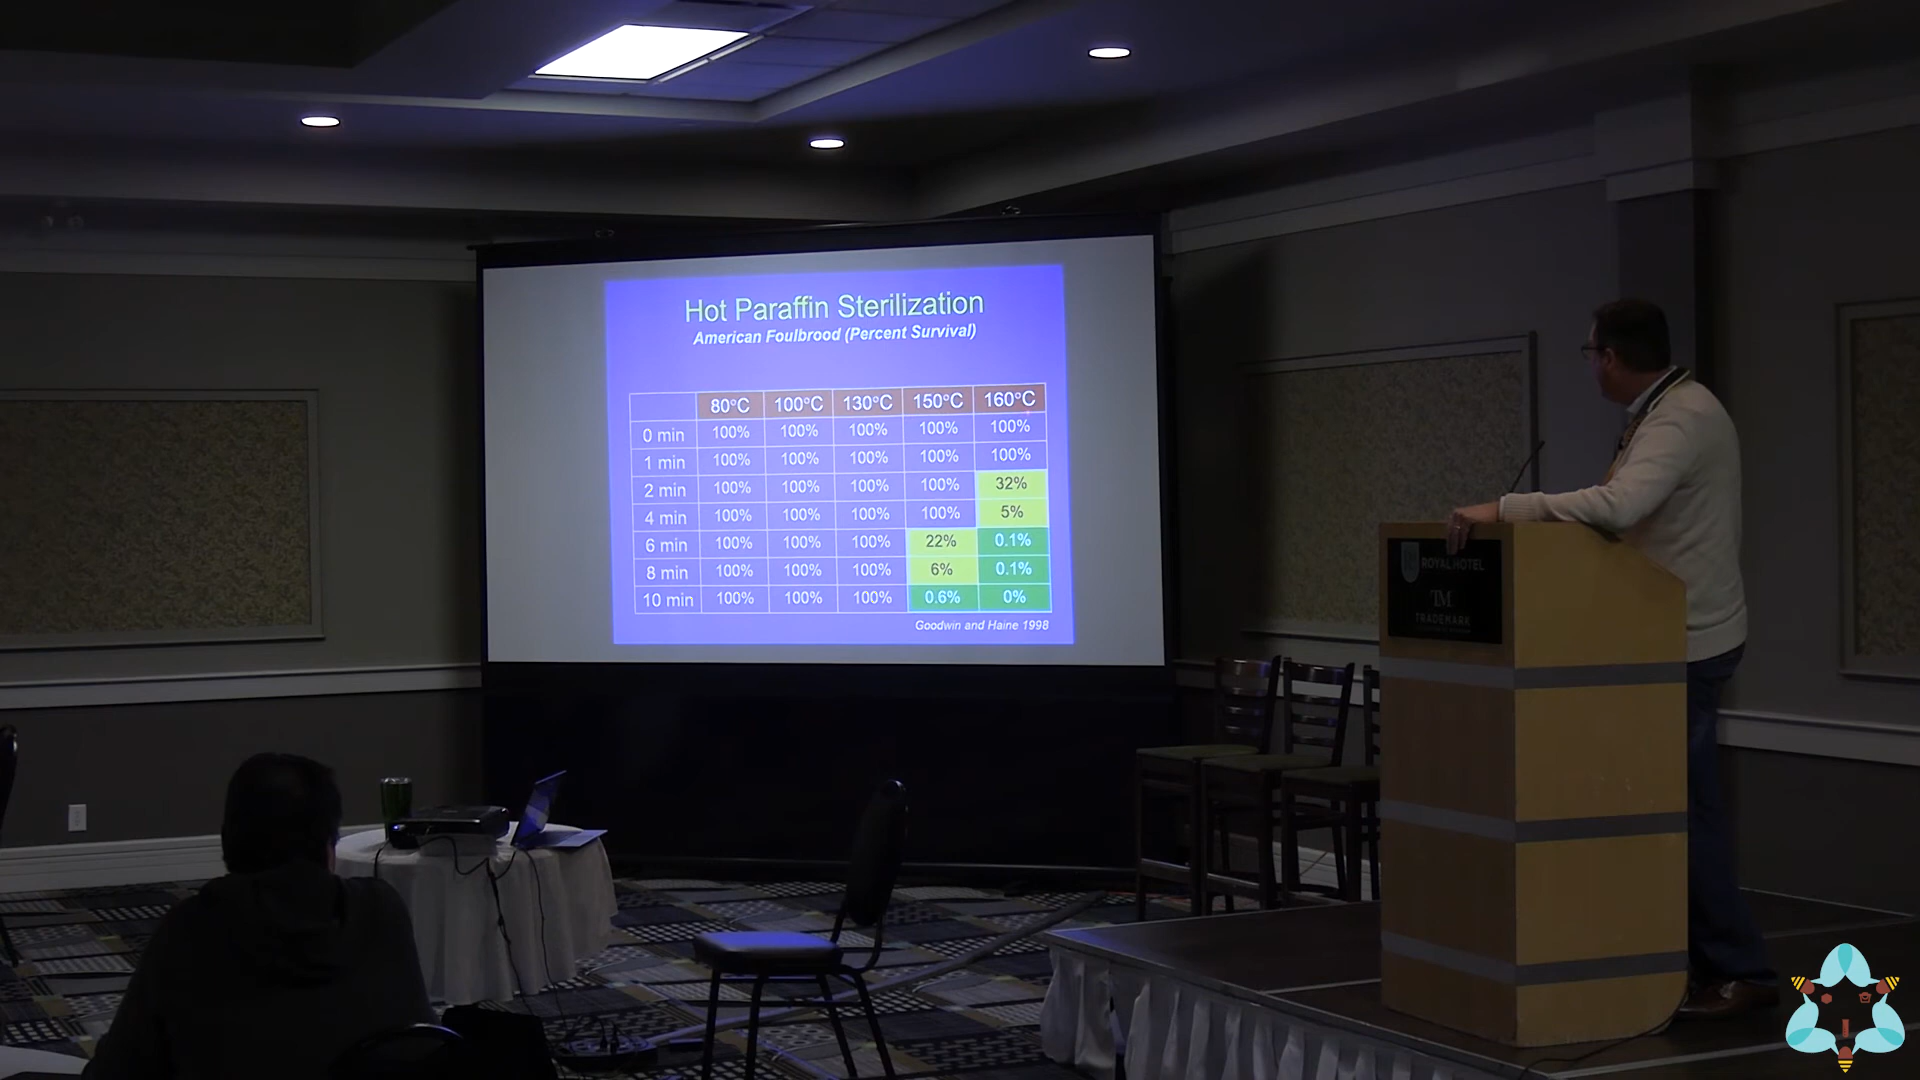 Hot Paraffin Sterilization
American Foulbrood (Percent Survival)
80°C 100°C 130°C 150°C 160°C
0 min 100% 100% 100% 100% 100%
1 min 100% 100% 100% 100% 100%
2 min 100% 100% 100% 100% 32%
4 min 100% 100% 100% 100% 5%
6 min 100% 100% 100% 22% 0.1%
8 min 100% 100% 100% 6% 0.1%
10 min 100% 100% 100% 0.6% 0%
Goodwin and Haine 1998
ROYAL HOTEL
TM
TRADEMARK